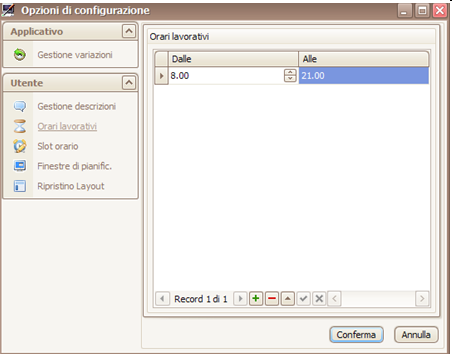 Opzioni di configurazione
Applicativo
Gestione variazioni
Utente
Gestione descrizioni
Orari lavorativi
Slot orario
Finestre di pianific.
Ripristino Layout
Orari lavorativi
Dalle Alle
8.00 21.00
Record 1 di 1
Conferma Annulla